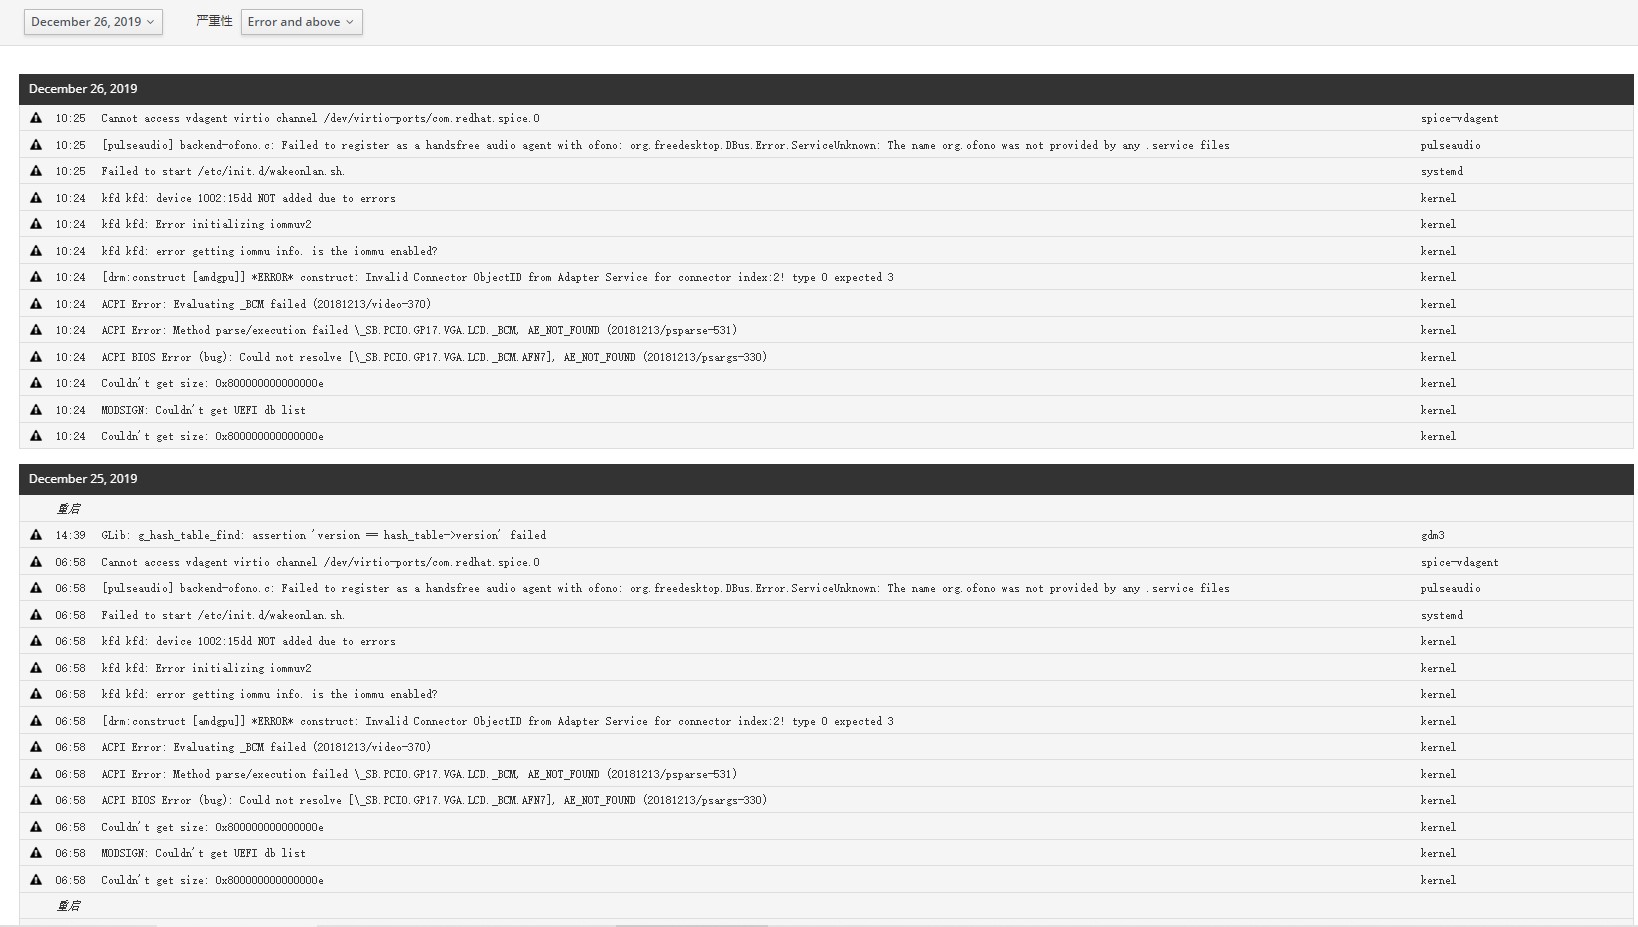 December 26, 2019 严重性 Error and above
December 26, 2019
10:25 Cannot access vdagent virtio channel /dev/virtio-ports/com.redhat.spice.0 spice-vdagent
10:25 [pulseaudio] backend-ofono.c: Failed to register as a handsfree audio agent with ofono: org.freedesktop.DBus.Error.ServiceUnknown: The name org.ofono was not provided by any .service files pulseaudio
10:25 Failed to start /etc/init.d/wakeonlan.sh. systemd
10:24 kfd kfd: device 1002:15dd NOT added due to errors kernel
10:24 kfd kfd: Error initializing iommuv2 kernel
10:24 kfd kfd: error getting iommu info. is the iommu enabled? kernel
10:24 [drm:construct [amdgpu]] *ERROR* construct: Invalid Connector ObjectID from Adapter Service for connector index:2! type 0 expected 3 kernel
10:24 ACPI Error: Evaluating _BCM failed (20181213/video-370) kernel
10:24 ACPI Error: Method parse/execution failed \_SB.PCI0.GP17.VGA.LCD._BCM, AE_NOT_FOUND (20181213/psparse-531) kernel
10:24 ACPI BIOS Error (bug): Could not resolve [\_SB.PCI0.GP17.VGA.LCD._BCM.AFN7], AE_NOT_FOUND (20181213/psargs-330) kernel
10:24 Couldn't get size: 0x800000000000000e kernel
10:24 MODSIGN: Couldn't get UEFI db list kernel
10:24 Couldn't get size: 0x800000000000000e kernel
December 25, 2019
重启
14:39 GLib: g_hash_table_find: assertion 'version == hash_table->version' failed gdm3
06:58 Cannot access vdagent virtio channel /dev/virtio-ports/com.redhat.spice.0 spice-vdagent
06:58 [pulseaudio] backend-ofono.c: Failed to register as a handsfree audio agent with ofono: org.freedesktop.DBus.Error.ServiceUnknown: The name org.ofono was not provided by any .service files pulseaudio
06:58 Failed to start /etc/init.d/wakeonlan.sh. systemd
06:58 kfd kfd: device 1002:15dd NOT added due to errors kernel
06:58 kfd kfd: Error initializing iommuv2 kernel
06:58 kfd kfd: error getting iommu info. is the iommu enabled? kernel
06:58 [drm:construct [amdgpu]] *ERROR* construct: Invalid Connector ObjectID from Adapter Service for connector index:2! type 0 expected 3 kernel
06:58 ACPI Error: Evaluating _BCM failed (20181213/video-370) kernel
06:58 ACPI Error: Method parse/execution failed \_SB.PCI0.GP17.VGA.LCD._BCM, AE_NOT_FOUND (20181213/psparse-531) kernel
06:58 ACPI BIOS Error (bug): Could not resolve [\_SB.PCI0.GP17.VGA.LCD._BCM.AFN7], AE_NOT_FOUND (20181213/psargs-330) kernel
06:58 Couldn't get size: 0x800000000000000e kernel
06:58 MODSIGN: Couldn't get UEFI db list kernel
06:58 Couldn't get size: 0x800000000000000e kernel
重启